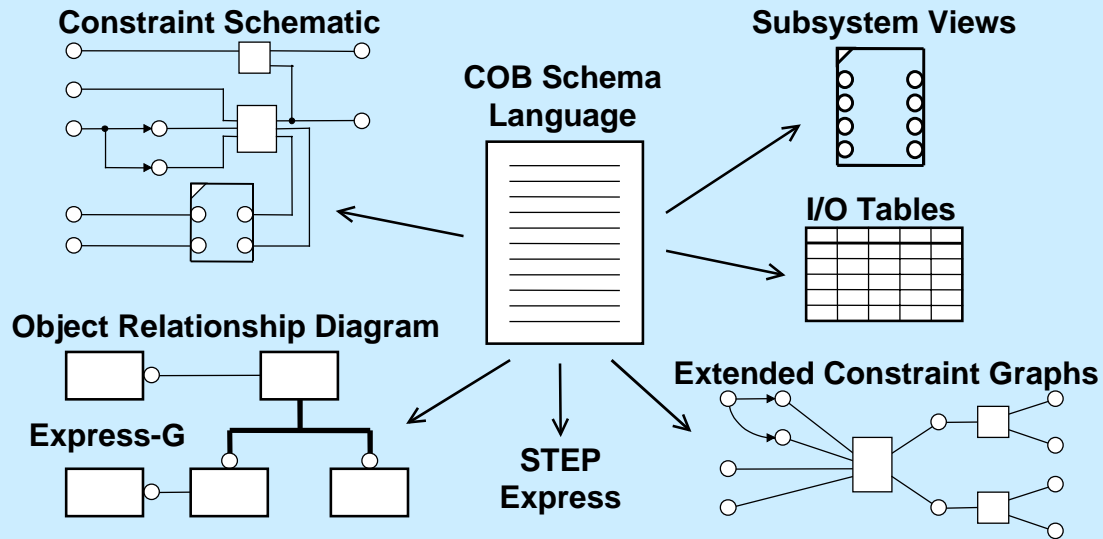 Constraint Schematic
Subsystem Views
COB Schema
Language
I/O Tables
Object Relationship Diagram
Extended Constraint Graphs
Express-G
STEP
Express